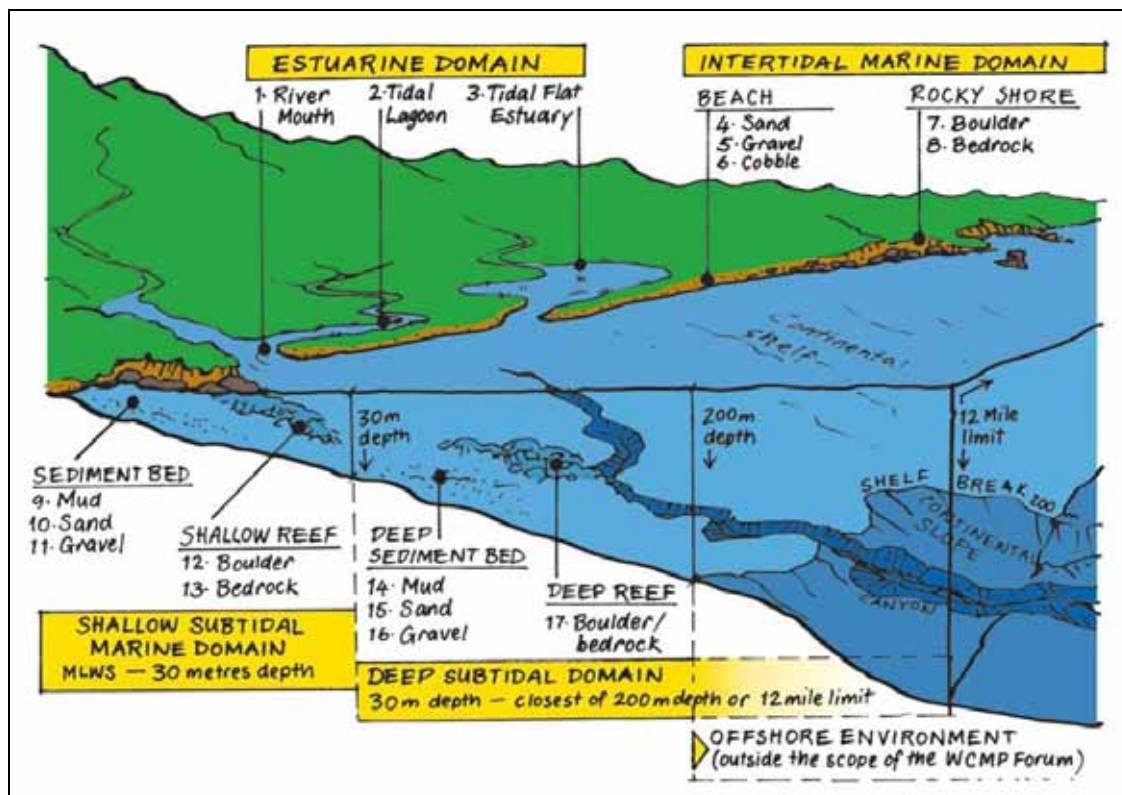 ESTUARINE DOMAIN
1. River
Mouth
2. Tidal
Lagoon
3. Tidal Flat
Estuary
INTERTIDAL MARINE DOMAIN
BEACH
4. Sand
5. Gravel
6. Cobble
ROCKY SHORE
7. Boulder
8. Bedrock
Continental
shelf
30m
depth
200m
depth
12 Mile
limit
SEDIMENT BED
9. Mud
10. Sand
11. Gravel
SHALLOW REEF
12. Boulder
13. Bedrock
DEEP
SEDIMENT BED
14. Mud
15. Sand
16. Gravel
DEEP REEF
17. Boulder/
bedrock
SHELF BREAK 200
CONTINENTAL
SLOPE
CANYON
SHALLOW SUBTIDAL
MARINE DOMAIN
MLWS — 30 metres depth
DEEP SUBTIDAL DOMAIN
30m depth — closest of 200m depth or 12 mile limit
OFFSHORE ENVIRONMENT
(outside the scope of the WCMP Forum)